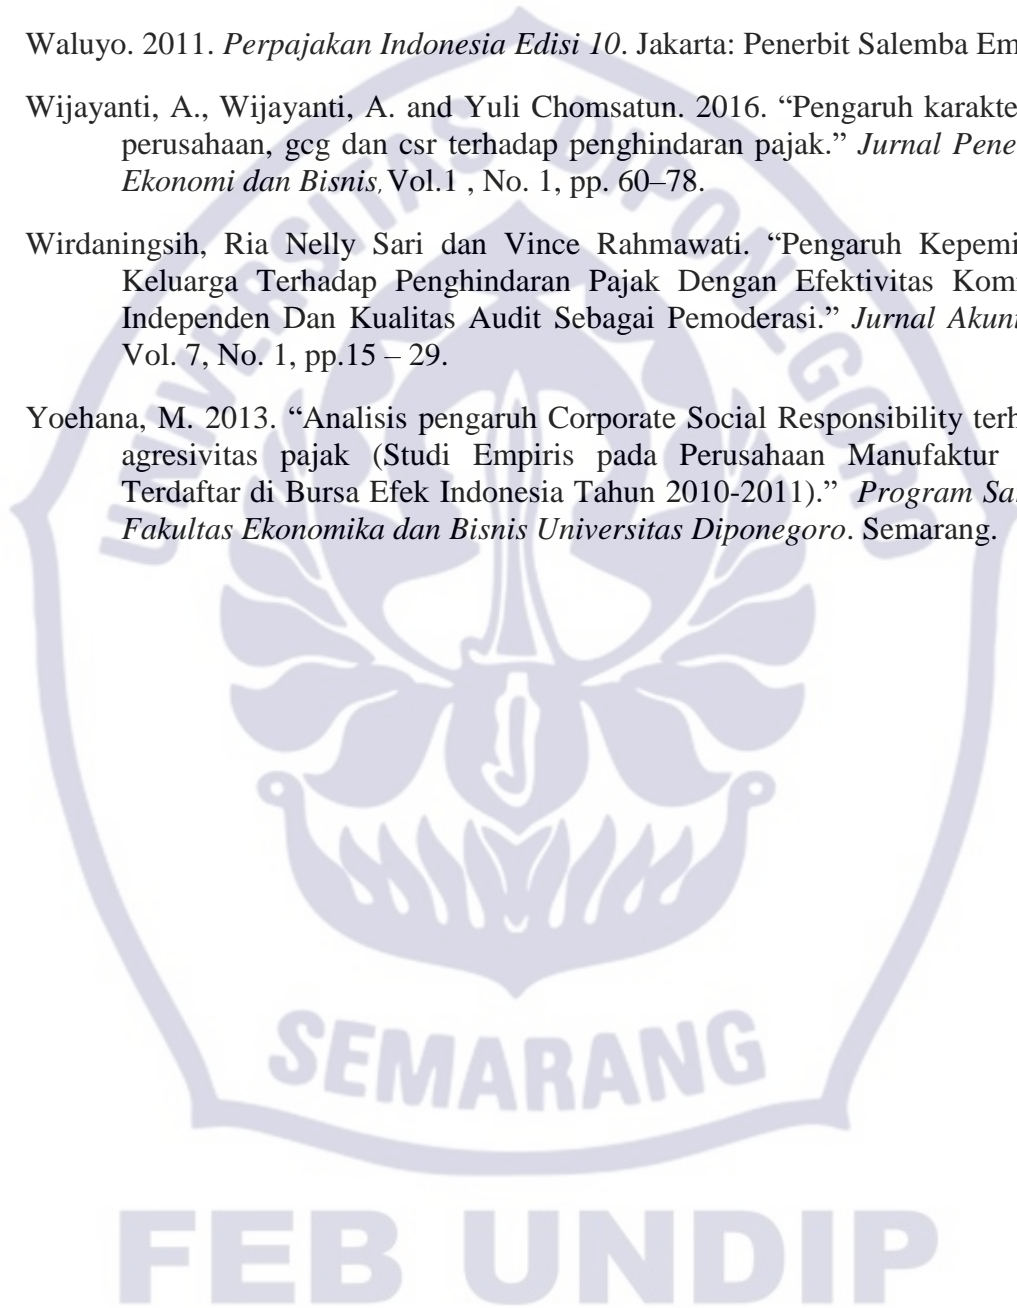 Waluyo. 2011. Perpajakan Indonesia Edisi 10. Jakarta: Penerbit Salemba Em
Wijayanti, A., Wijayanti, A. and Yuli Chomsatun. 2016. “Pengaruh karakte
perusahaan, gcg dan csr terhadap penghindaran pajak.” Jurnal Pene
Ekonomi dan Bisnis, Vol.1 , No. 1, pp. 60–78.
Wirdaningsih, Ria Nelly Sari dan Vince Rahmawati. “Pengaruh Kepemi
Keluarga Terhadap Penghindaran Pajak Dengan Efektivitas Kom
Independen Dan Kualitas Audit Sebagai Pemoderasi.” Jurnal Akun
Vol. 7, No. 1, pp.15 – 29.
Yoehana, M. 2013. “Analisis pengaruh Corporate Social Responsibility terh
agresivitas pajak (Studi Empiris pada Perusahaan Manufaktur
Terdaftar di Bursa Efek Indonesia Tahun 2010-2011).” Program Sa
Fakultas Ekonomika dan Bisnis Universitas Diponegoro. Semarang.
UNIVERSITAS DIPONEGORO
SEMARANG
FEB UNDIP